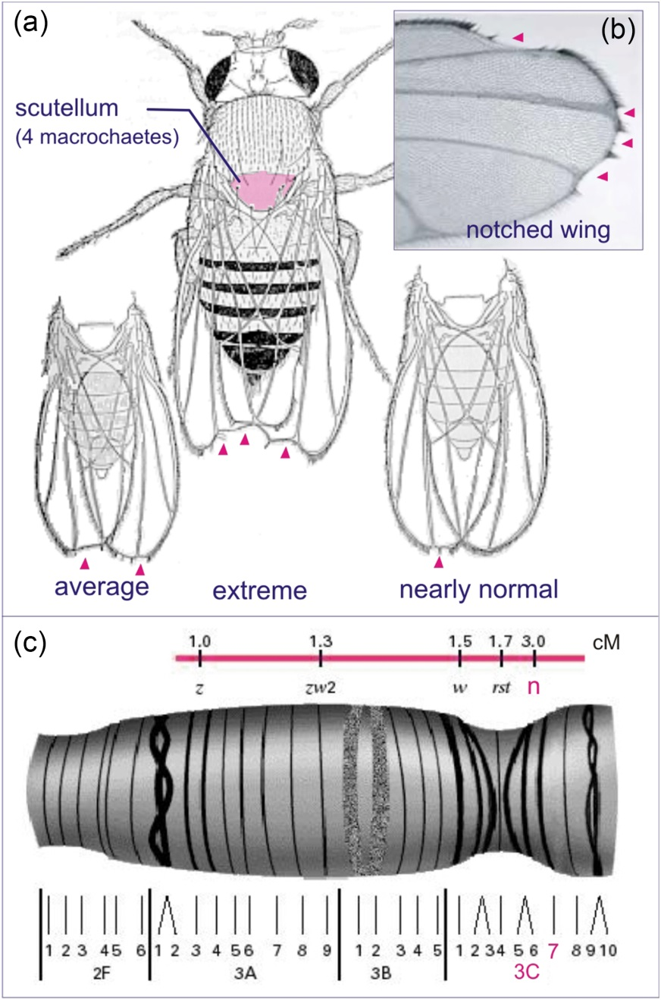 (a)
scutellum
(4 macrochaetes)
(b)
notched wing
average
extreme
nearly normal
(c)
1.0 1.3 1.5 1.7 3.0 cM
z zw2 w rst n
1 2 3 4 5 6 1 2 3 4 5 6 7 8 9 1 2 3 4 5 1 2 3 4 5 6 7 8 9 10
2F 3A 3B 3C